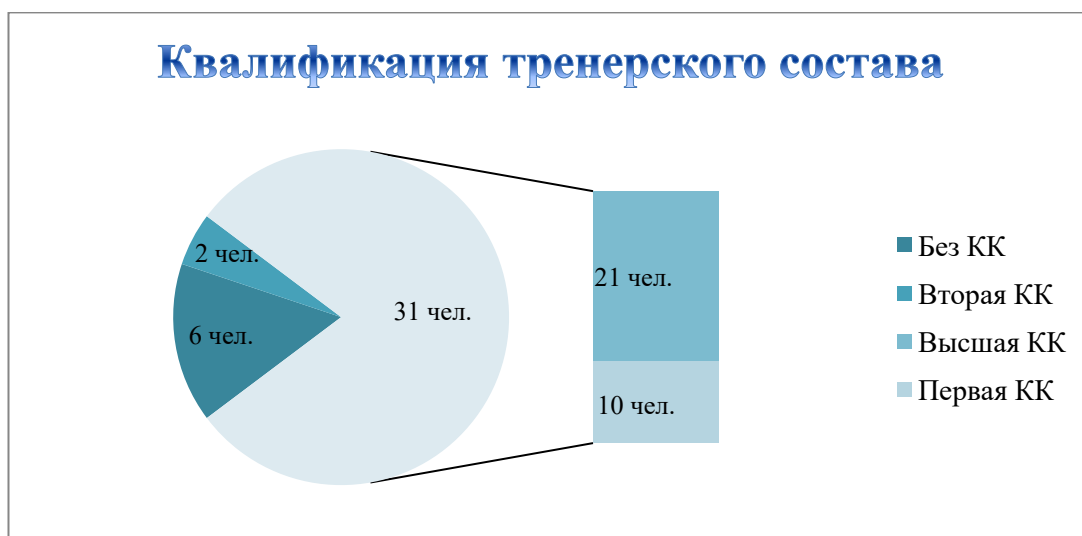 Квалификация тренерского состава
2 чел.
6 чел.
31 чел.
21 чел.
10 чел.
Без КК
Вторая КК
Высшая КК
Первая КК